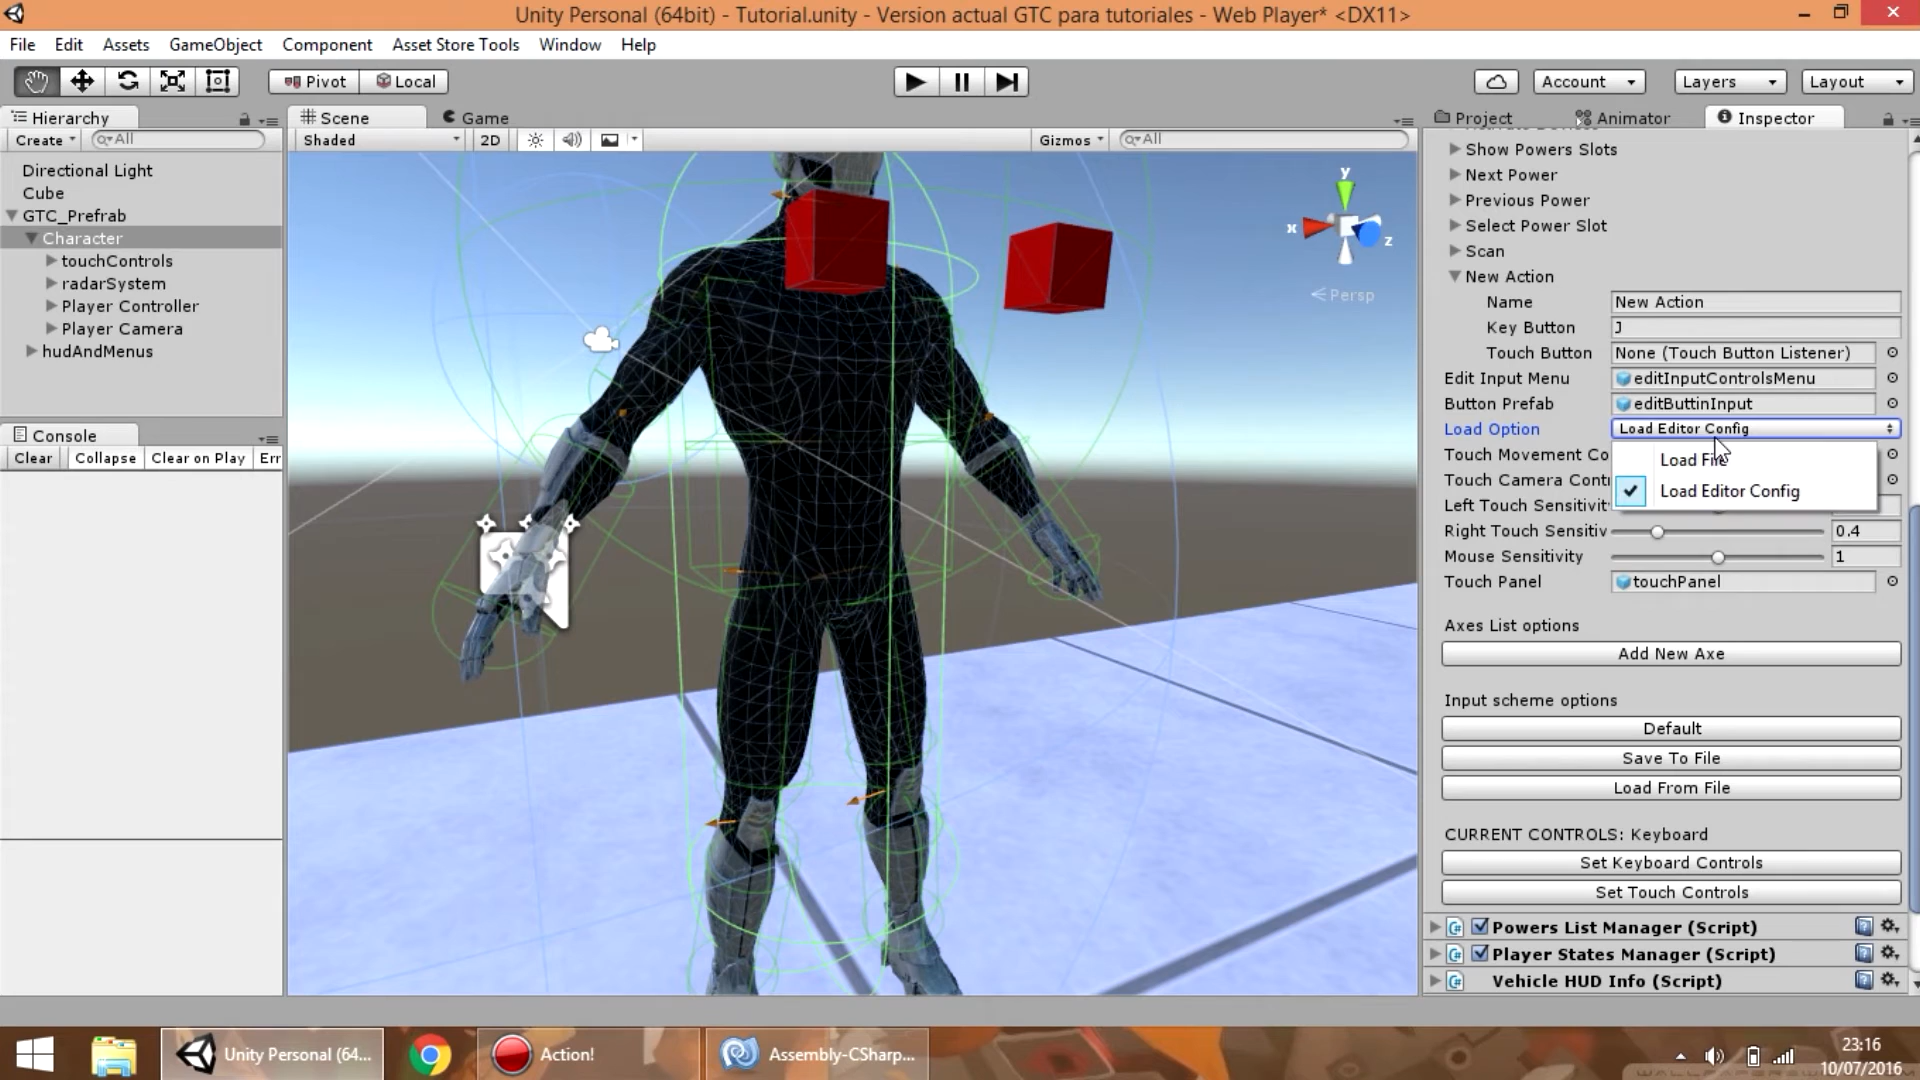 Unity Personal (64bit) - Tutorial.unity - Version actual GTC para tutoriales - Web Player* <DX11>
File Edit Assets GameObject Component Asset Store Tools Window Help
Pivot Local Account Layers Layout
Hierarchy
Create All
Directional Light
Cube
GTC_Prefrab
Character
touchControls
radarSystem
Player Controller
Player Camera
hudAndMenus
Console
Clear Collapse Clear on Play Err
Scene Game
Shaded 2D Gizmos All
y
x
z
Persp
Project Animator Inspector
Show Powers Slots
Next Power
Previous Power
Select Power Slot
Scan
New Action
Name New Action
Key Button J
Touch Button None (Touch Button Listener)
Edit Input Menu editInputControlsMenu
Button Prefab editButtinInput
Load Option Load Editor Config
Load File
Load Editor Config
Touch Movement Co
Touch Camera Contr
Left Touch Sensitivit
Right Touch Sensitiv 0.4
Mouse Sensitivity 1
Touch Panel touchPanel
Axes List options
Add New Axe
Input scheme options
Default
Save To File
Load From File
CURRENT CONTROLS: Keyboard
Set Keyboard Controls
Set Touch Controls
Powers List Manager (Script)
Player States Manager (Script)
Vehicle HUD Info (Script)
Unity Personal (64... Action! Assembly-CSharp...
23:16
10/07/2016